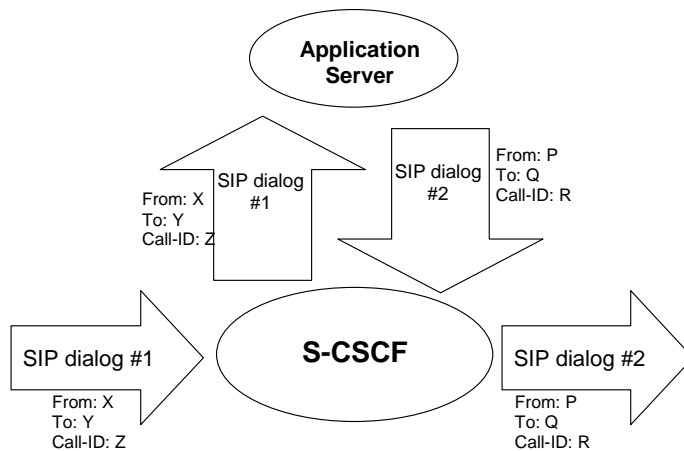 Application
Server
SIP dialog
#1
From: X
To: Y
Call-ID: Z
SIP dialog
#2
From: P
To: Q
Call-ID: R
S-CSCF
SIP dialog #1
From: X
To: Y
Call-ID: Z
SIP dialog #2
From: P
To: Q
Call-ID: R